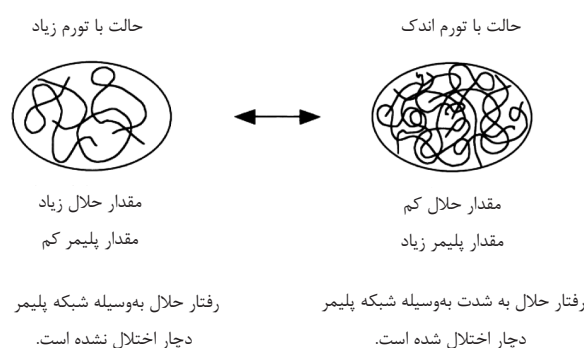 حالت با تورم اندک
حالت با تورم زیاد
مقدار حلال کم
مقدار پلیمر زیاد
مقدار حلال زیاد
مقدار پلیمر کم
رفتار حلال به شدت به‌وسیله شبکه پلیمر
دچار اختلال شده است.
رفتار حلال به‌وسیله شبکه پلیمر
دچار اختلال نشده است.